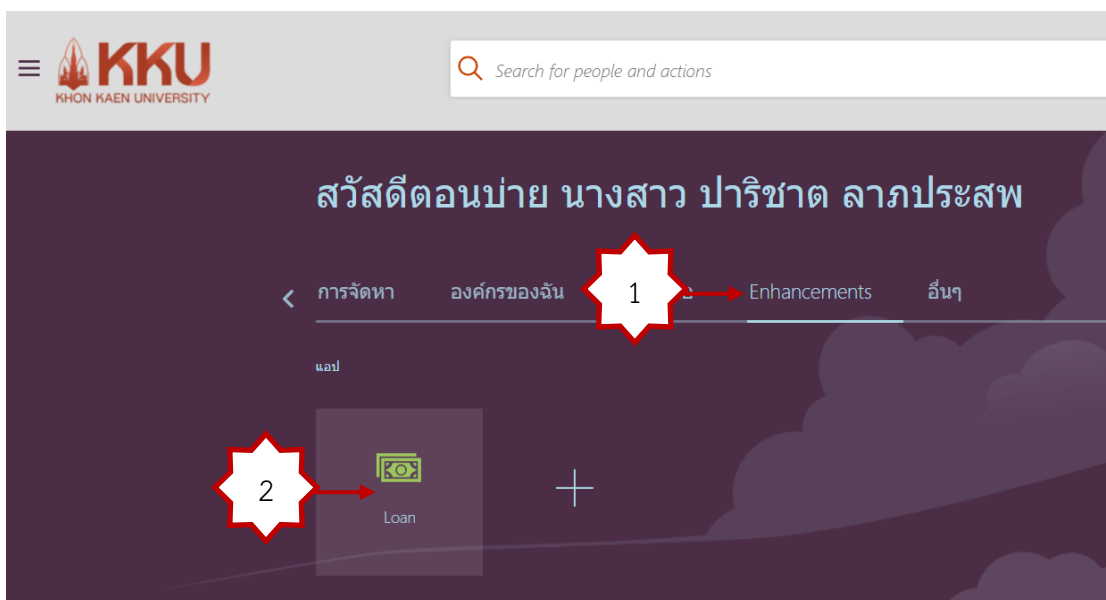 KKU
KHON KAEN UNIVERSITY
Search for people and actions
สวัสดีตอนบ่าย นางสาว ปาริชาต ลาภประสพ
การจัดหา องค์กรของฉัน 1 Enhancements อื่นๆ
แอป
2
Loan